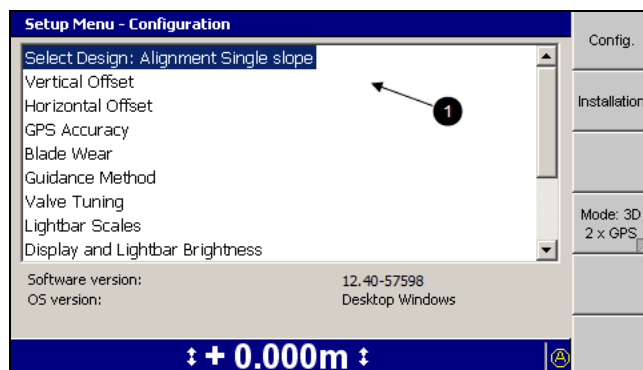 Setup Menu - Configuration
Select Design: Alignment Single slope
Vertical Offset
Horizontal Offset
GPS Accuracy
Blade Wear
Guidance Method
Valve Tuning
Lightbar Scales
Display and Lightbar Brightness
1
Software version: 12.40-57598
OS version: Desktop Windows
+ 0.000m
A
Config.
Installation
Mode: 3D
2 x GPS